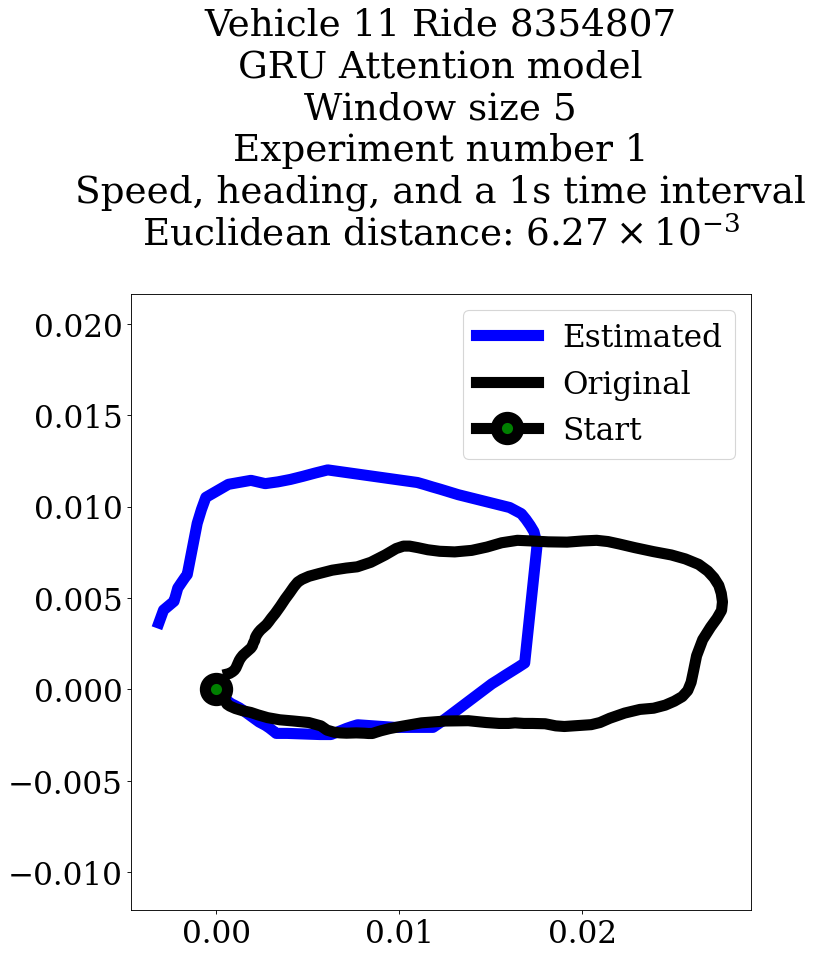 Vehicle 11 Ride 8354807
GRU Attention model
Window size 5
Experiment number 1
Speed, heading, and a 1s time interval
Euclidean distance: 6.27 × 10⁻³
Estimated
Original
Start
0.020
0.015
0.010
0.005
0.000
−0.005
−0.010
0.00 0.01 0.02